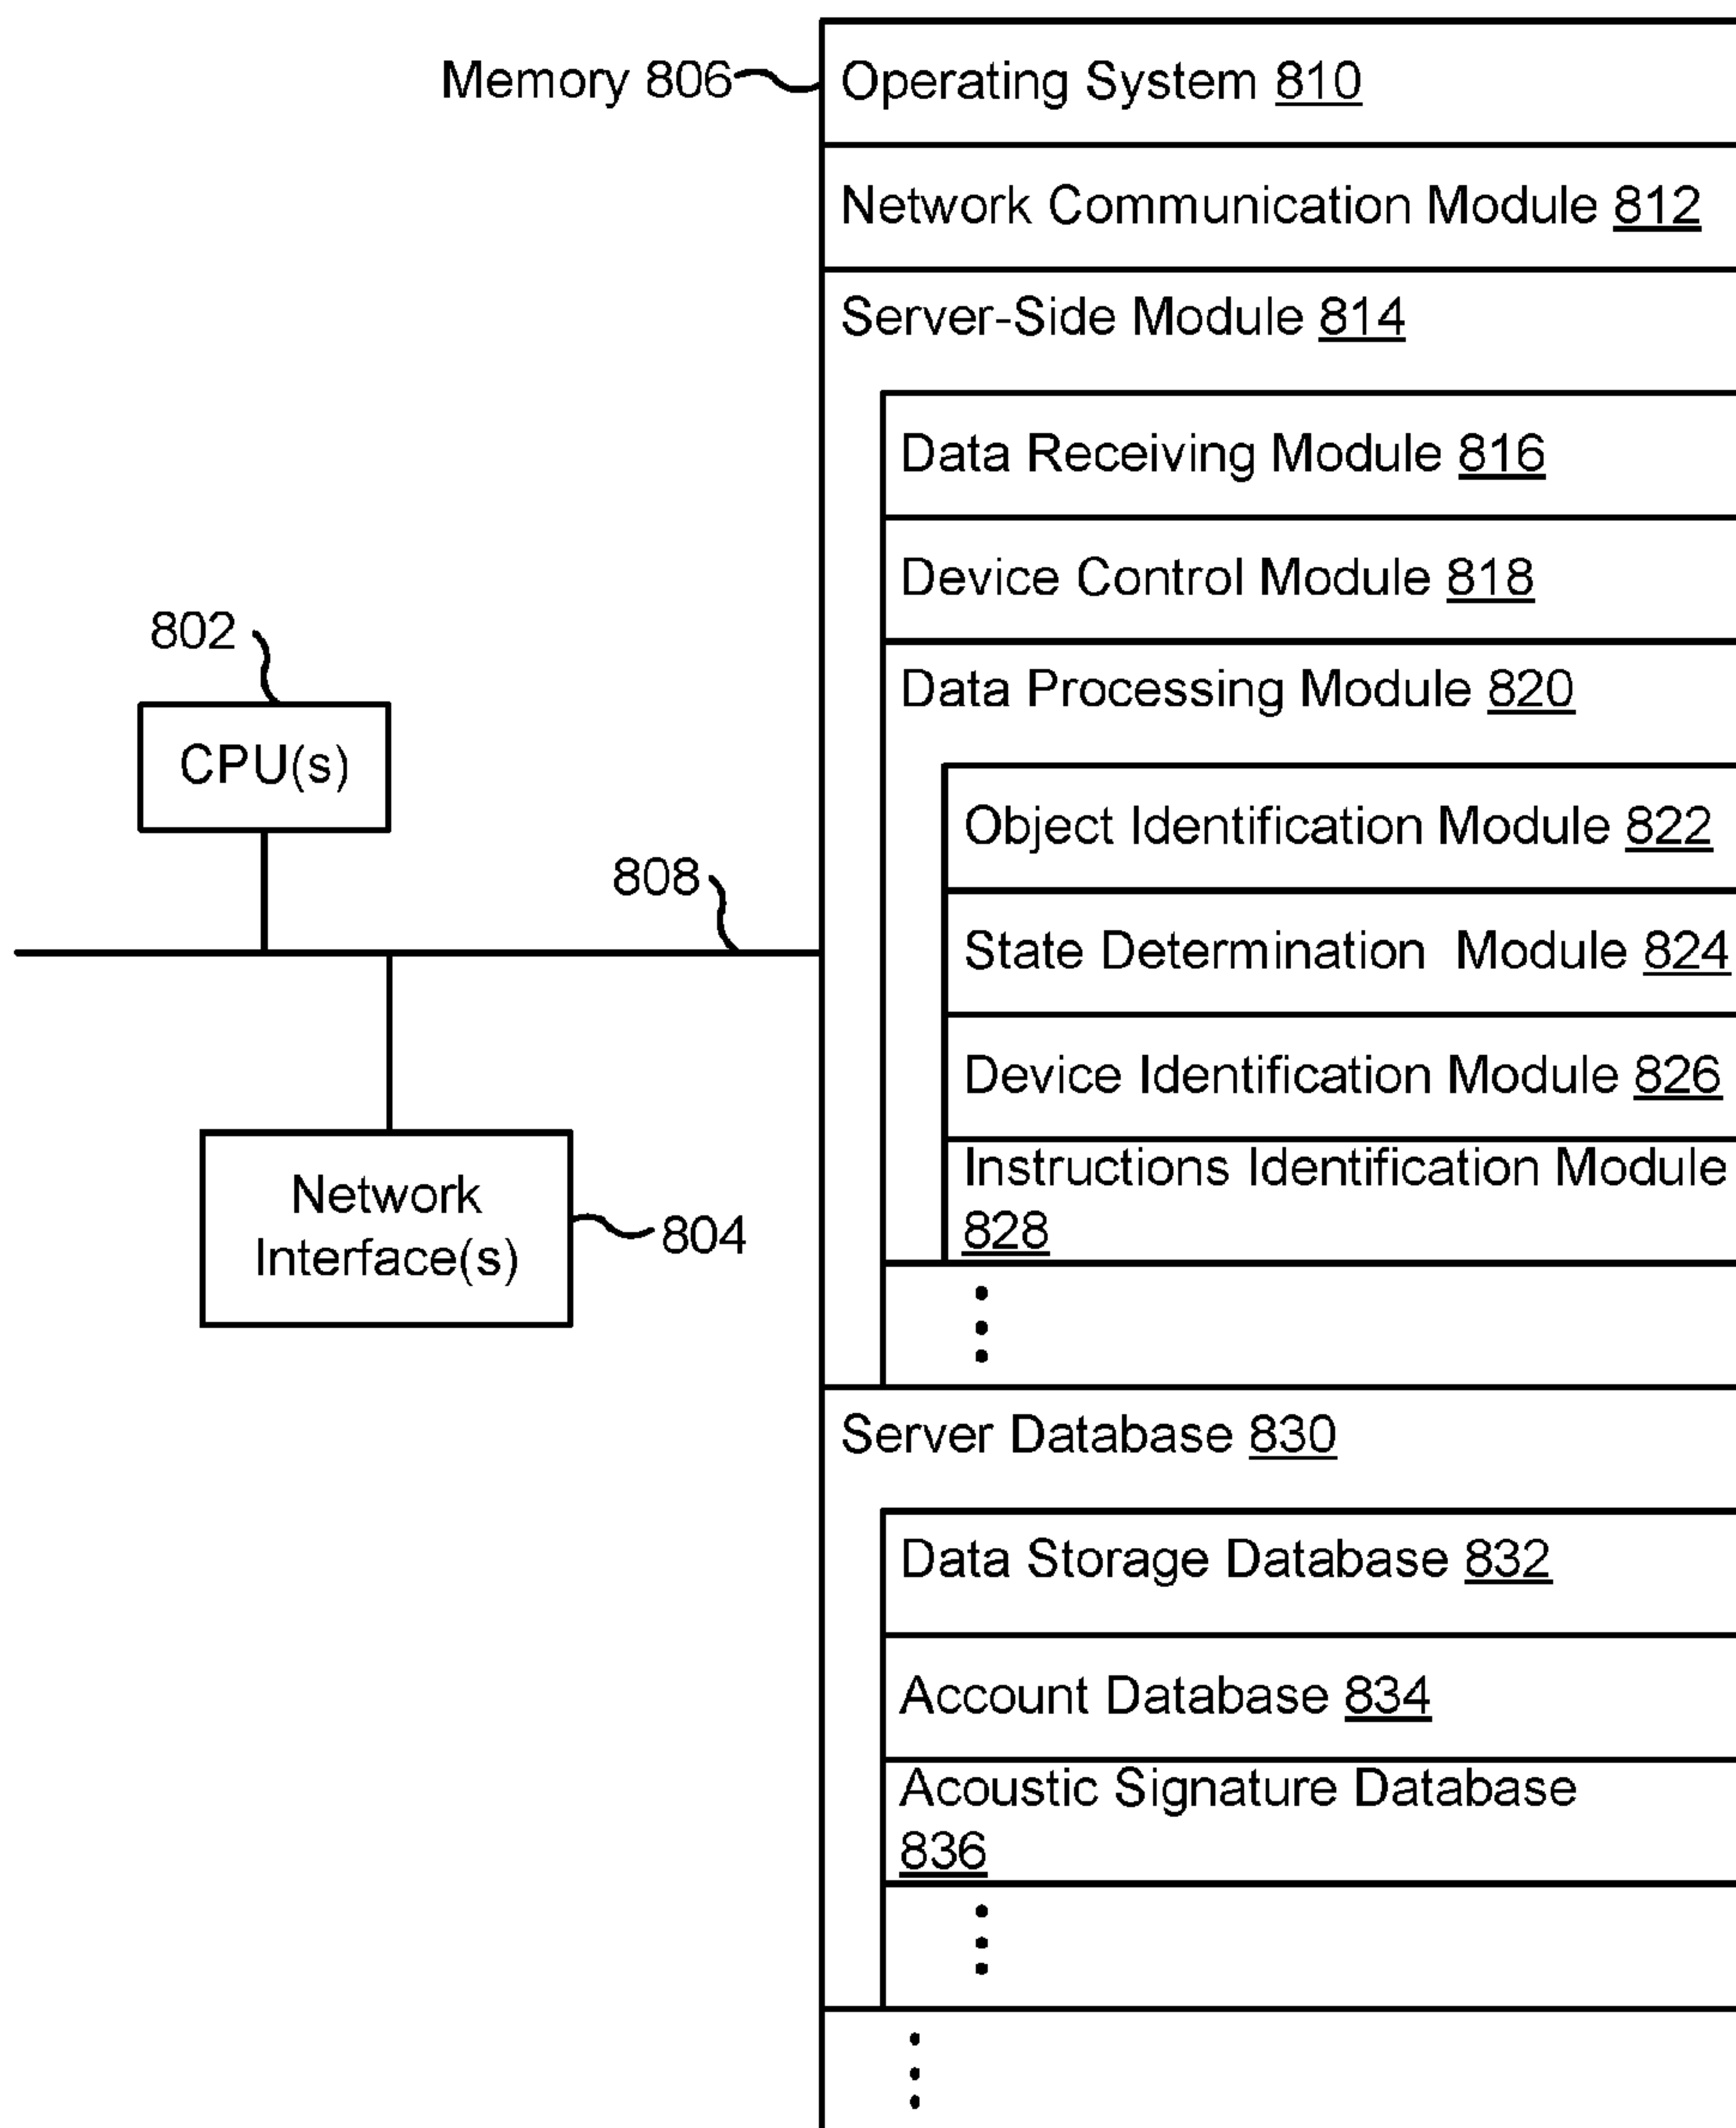 Memory 806
Operating System 810
Network Communication Module 812
Server-Side Module 814
Data Receiving Module 816
Device Control Module 818
802
CPU(s)
Data Processing Module 820
Object Identification Module 822
808
State Determination Module 824
Device Identification Module 826
Network
Interface(s)
804
Instructions Identification Module
828
Server Database 830
Data Storage Database 832
Account Database 834
Acoustic Signature Database
836